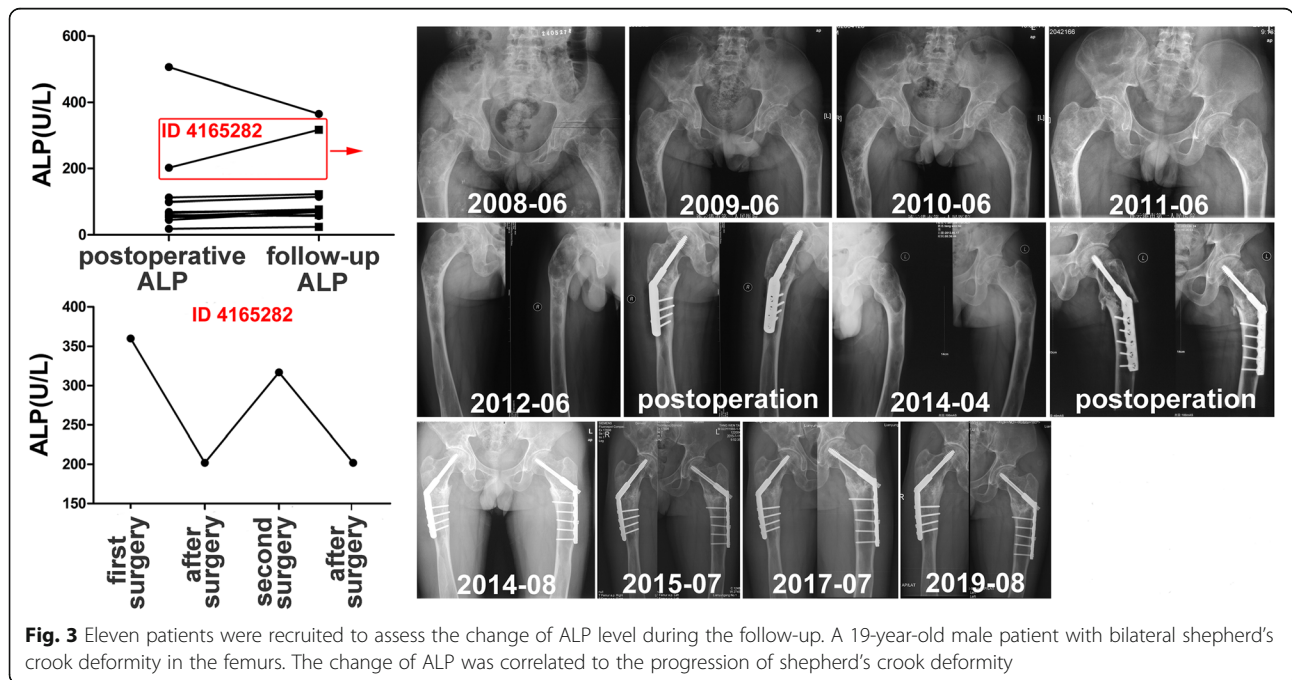 600
400
200
0
ALP(U/L)
ID 4165282
postoperative ALP
follow-up ALP
ID 4165282
400
350
300
250
200
150
ALP(U/L)
first surgery
after surgery
second surgery
after surgery
2008-06
2009-06
2010-06
2042166
2011-06
2012-06
postoperation
2014-04
postoperation
2014-08
2015-07
2017-07
2019-08
Fig. 3 Eleven patients were recruited to assess the change of ALP level during the follow-up. A 19-year-old male patient with bilateral shepherd's
crook deformity in the femurs. The change of ALP was correlated to the progression of shepherd's crook deformity